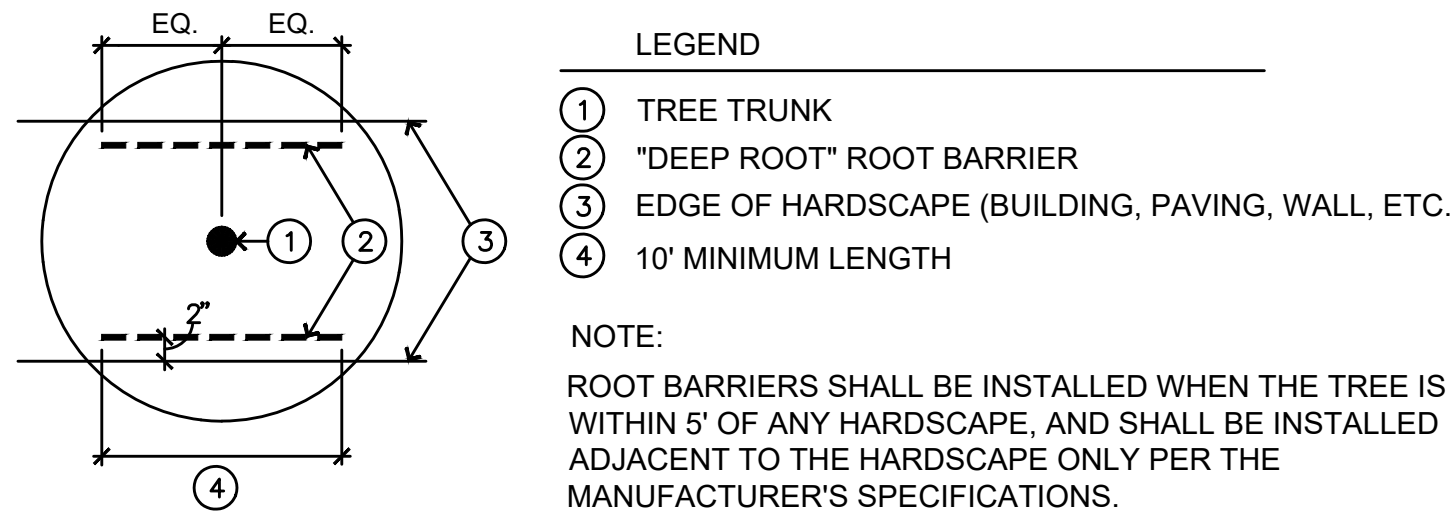 EQ. EQ.
LEGEND
1 TREE TRUNK
2 "DEEP ROOT" ROOT BARRIER
3 EDGE OF HARDSCAPE (BUILDING, PAVING, WALL, ETC.
4 10' MINIMUM LENGTH
1 2 3
2"
4
NOTE:
ROOT BARRIERS SHALL BE INSTALLED WHEN THE TREE IS
WITHIN 5' OF ANY HARDSCAPE, AND SHALL BE INSTALLED
ADJACENT TO THE HARDSCAPE ONLY PER THE
MANUFACTURER'S SPECIFICATIONS.